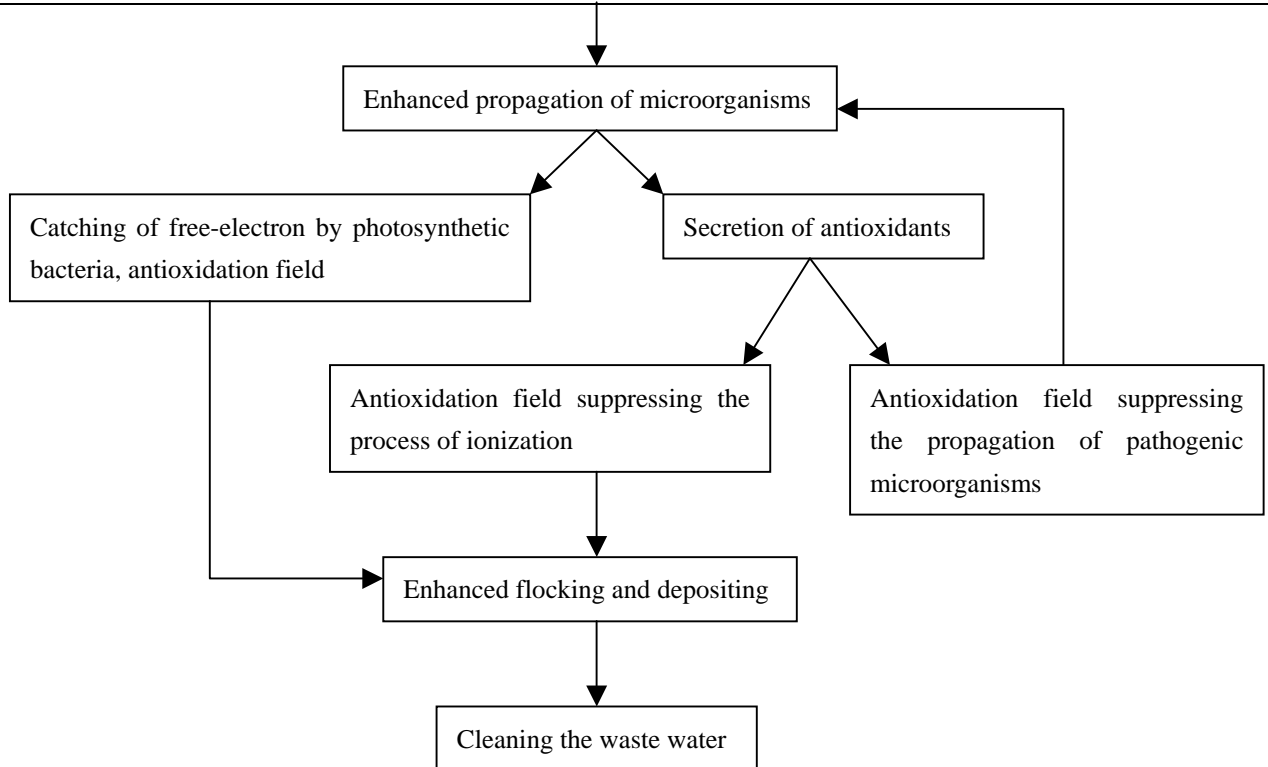 Enhanced propagation of microorganisms
Catching of free-electron by photosynthetic
bacteria, antioxidation field
Secretion of antioxidants
Antioxidation field suppressing the
process of ionization
Antioxidation field suppressing
the propagation of pathogenic
microorganisms
Enhanced flocking and depositing
Cleaning the waste water